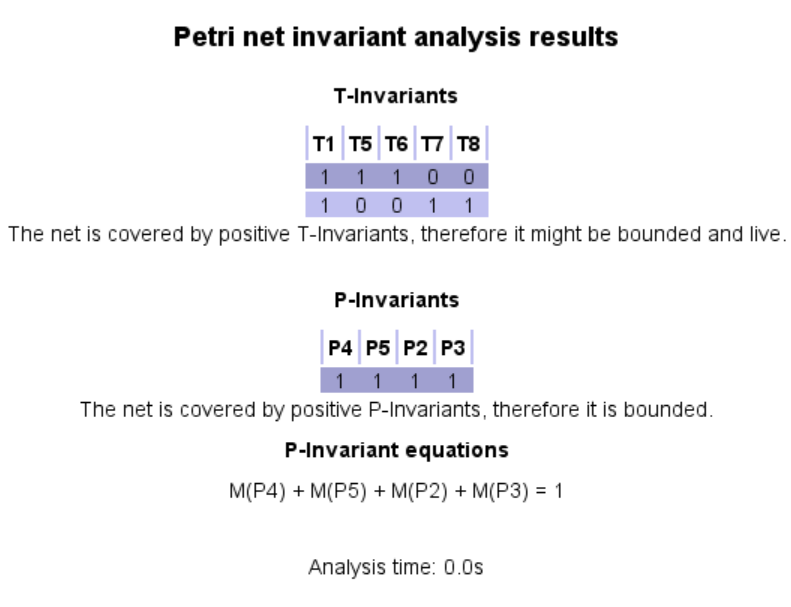 Petri net invariant analysis results
T-Invariants
T1 T5 T6 T7 T8
1 1 1 0 0
1 0 0 1 1
The net is covered by positive T-Invariants, therefore it might be bounded and live.
P-Invariants
P4 P5 P2 P3
1 1 1 1
The net is covered by positive P-Invariants, therefore it is bounded.
P-Invariant equations
M(P4) + M(P5) + M(P2) + M(P3) = 1
Analysis time: 0.0s